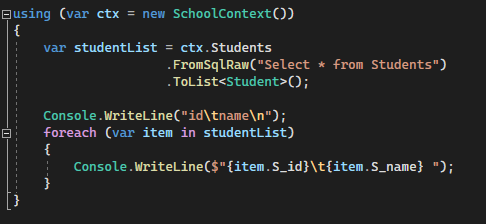 using (var ctx = new SchoolContext())
{
    var studentList = ctx.Students
                    .FromSqlRaw("Select * from Students")
                    .ToList<Student>();

    Console.WriteLine("id\tname\n");
    foreach (var item in studentList)
    {
        Console.WriteLine($"{item.S_id}\t{item.S_name} ");
    }
}